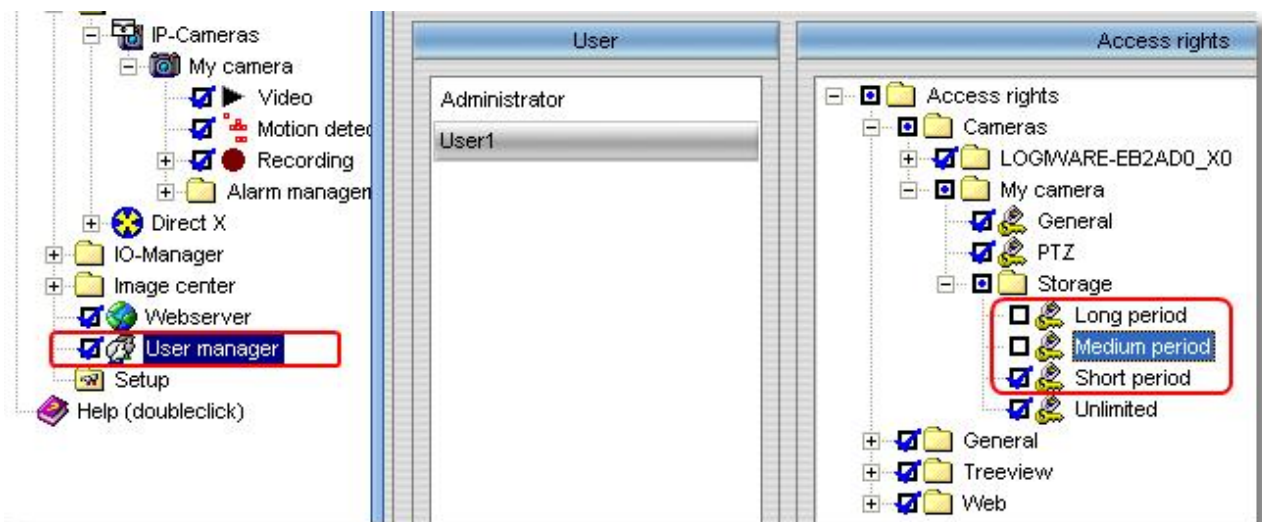 IP-Cameras
My camera
Video
Motion detec
Recording
Alarm managen
Direct X
IO-Manager
Image center
Webserver
User manager
Setup
Help (doubleclick)
User
Administrator
User1
Access rights
Access rights
Cameras
LOGIWARE-EB2AD0_X0
My camera
General
PTZ
Storage
Long period
Medium period
Short period
Unlimited
General
Treeview
Web